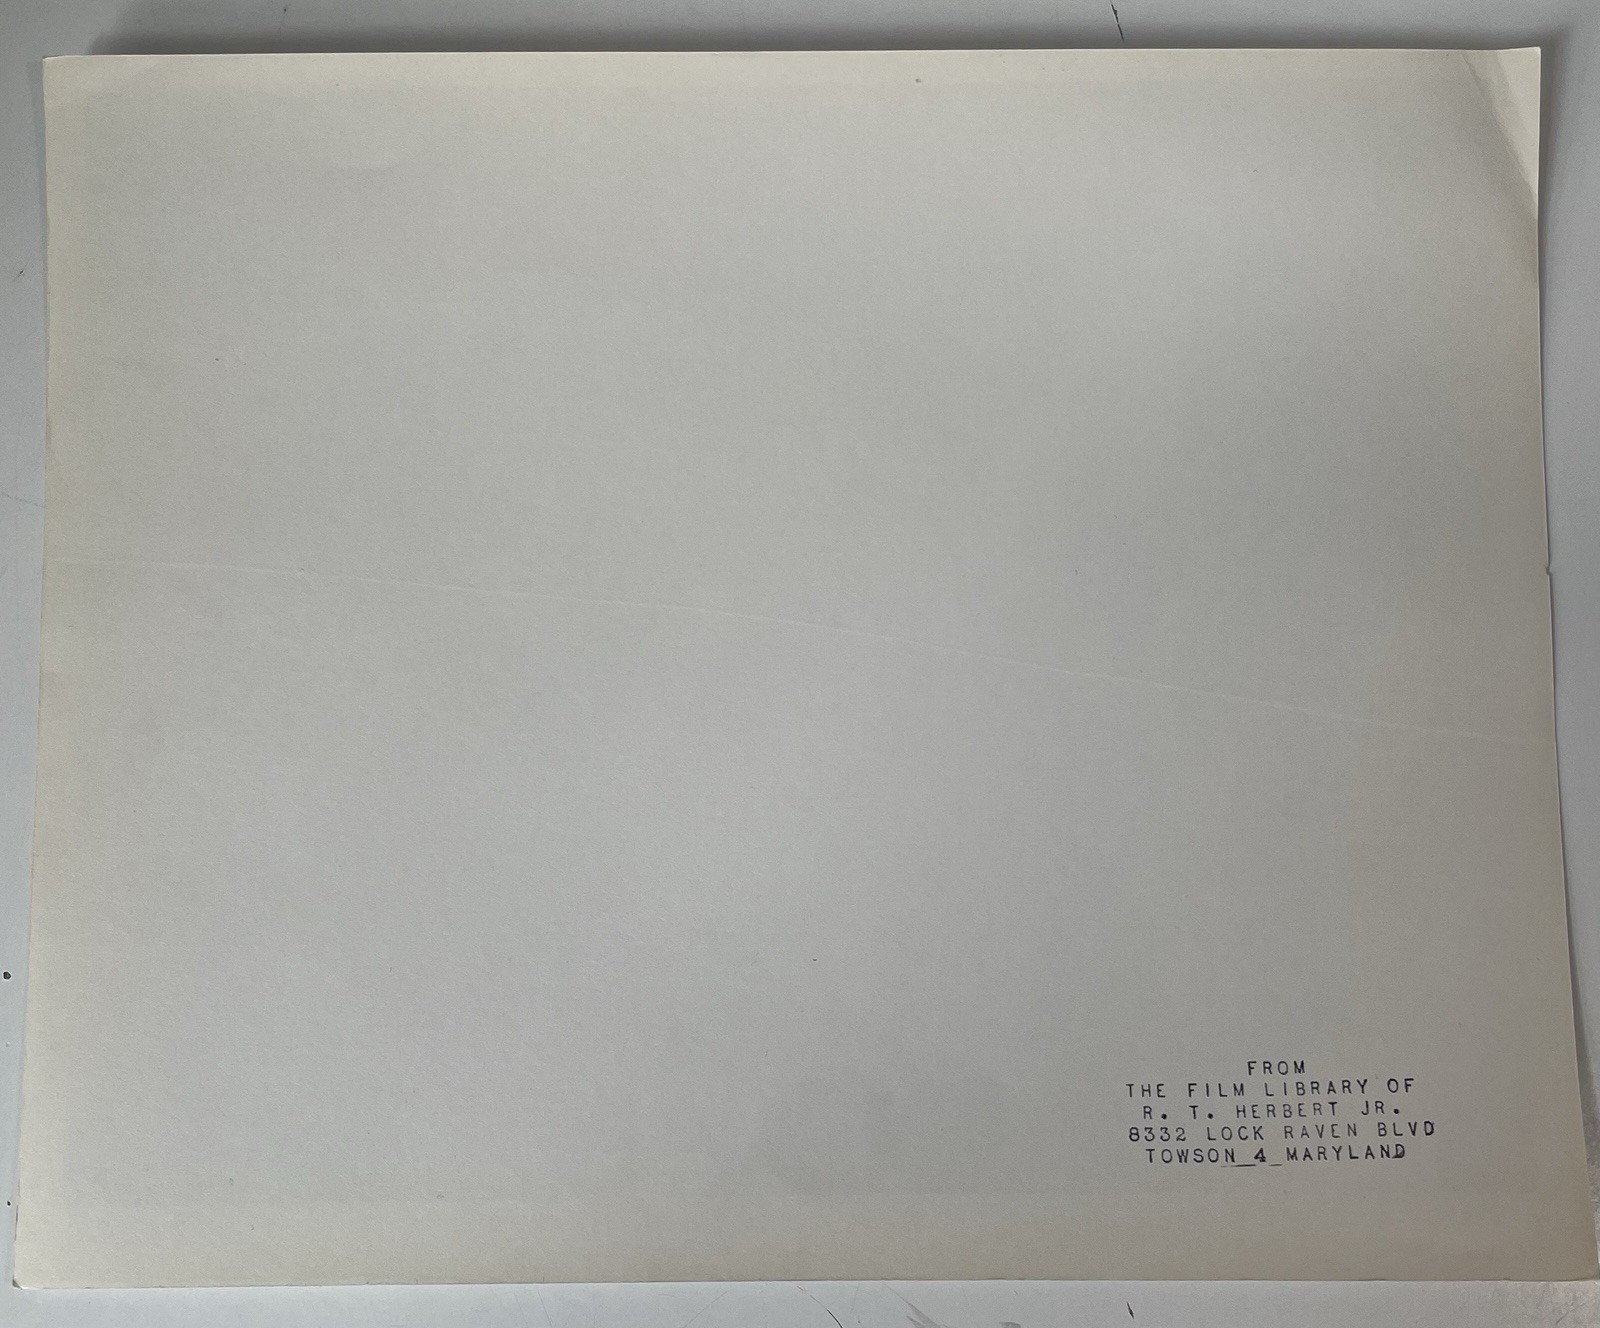 FROM
THE FILM LIBRARY OF
R. T. HERBERT JR.
8332 LOCK RAVEN BLVD
TOWSON 4 MARYLAND